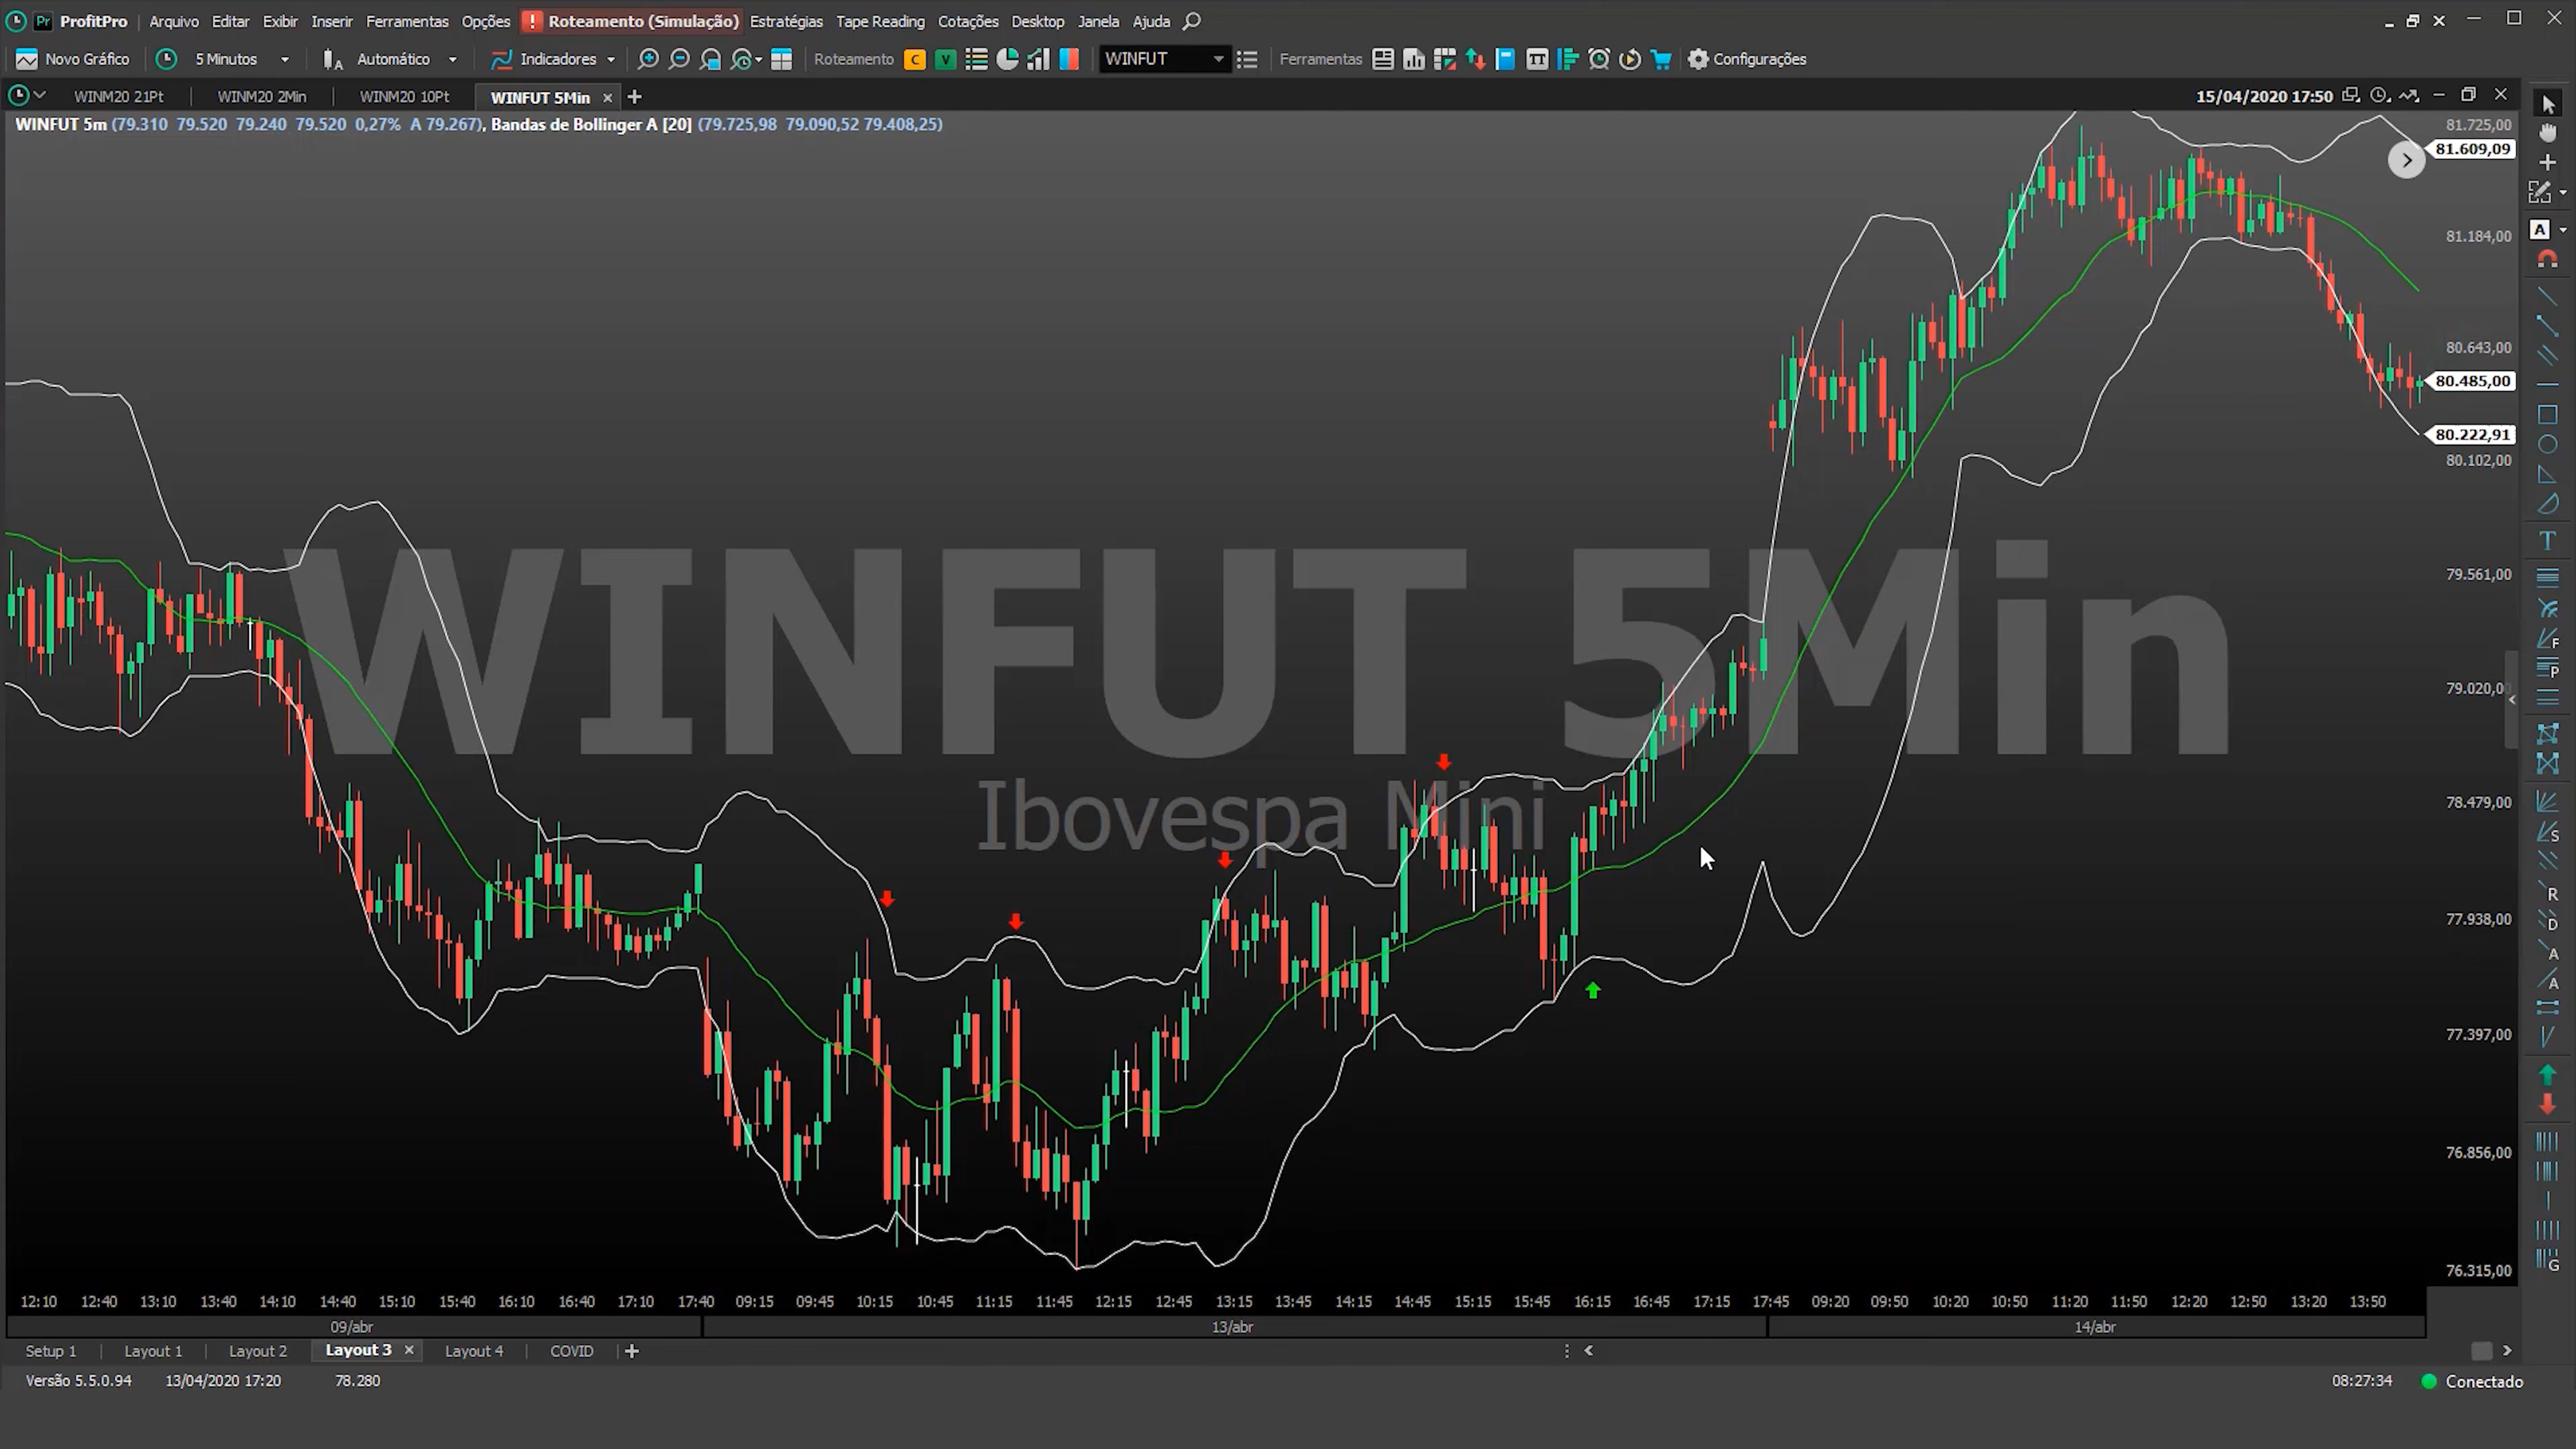 Pr ProfitPro Arquivo Editar Exibir Inserir Ferramentas Opções ! Roteamento (Simulação) Estratégias Tape Reading Cotações Desktop Janela Ajuda
Novo Gráfico 5 Minutos A Automático Indicadores Roteamento C V WINFUT Ferramentas TT Configurações
WINM20 21Pt WINM20 2Min WINM20 10Pt WINFUT 5Min × + 15/04/2020 17:50
WINFUT 5m (79.310 79.520 79.240 79.520 0,27% A 79.267), Bandas de Bollinger A [20] (79.725,98 79.090,52 79.408,25)
81.725,00
81.609,09
81.184,00
A
80.643,00
80.485,00
80.222,91
80.102,00
T
WINFUT 5Min
79.561,00
F
P
79.020,00
Ibovespa Mini
78.479,00
S
R
77.938,00
D
A
A
77.397,00
76.856,00
G
76.315,00
12:10 12:40 13:10 13:40 14:10 14:40 15:10 15:40 16:10 16:40 17:10 17:40 09:15 09:45 10:15 10:45 11:15 11:45 12:15 12:45 13:15 13:45 14:15 14:45 15:15 15:45 16:15 16:45 17:15 17:45 09:20 09:50 10:20 10:50 11:20 11:50 12:20 12:50 13:20 13:50
09/abr 13/abr 14/abr
Setup 1 Layout 1 Layout 2 Layout 3 × Layout 4 COVID +
Versão 5.5.0.94 13/04/2020 17:20 78.280 08:27:34 Conectado